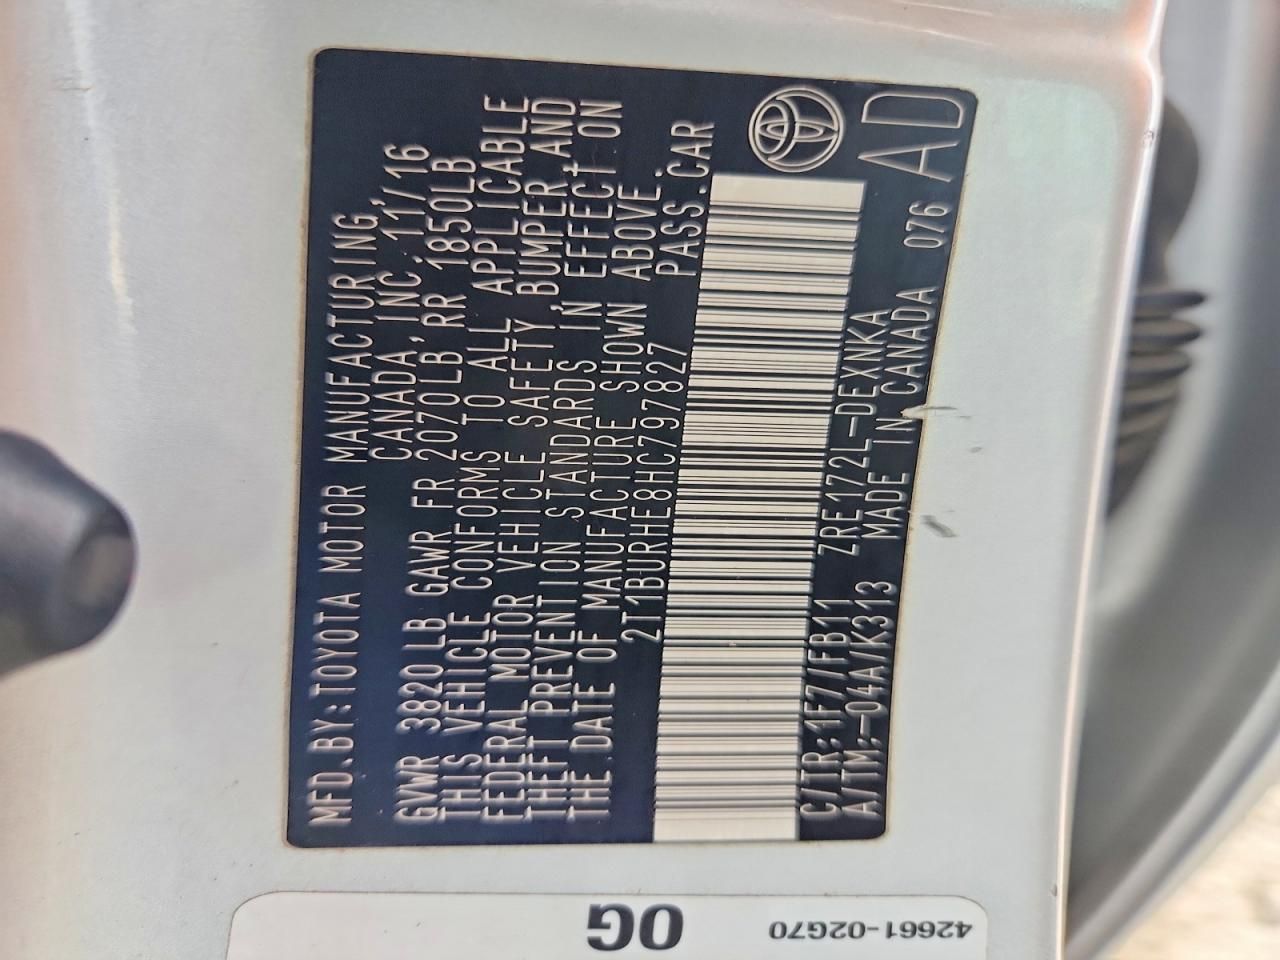 MFD.BY:TOYOTA MOTOR MANUFACTURING,
CANADA, INC. 11/16
GVWR 3820 LB GAWR FR 2070LB, RR 1850LB
THIS VEHICLE CONFORMS TO ALL APPLICABLE
FEDERAL MOTOR VEHICLE SAFETY, BUMPER, AND
THEFT PREVENTION STANDARDS IN EFFECT ON
THE DATE OF MANUFACTURE SHOWN ABOVE.
2T1BURHE8HC797827 PASS.CAR
C/TR:1F7/FB11 ZRE172L-DEXNKA
A/TM:-04A/K313 MADE IN CANADA 076 AD
0G
42661-02G70